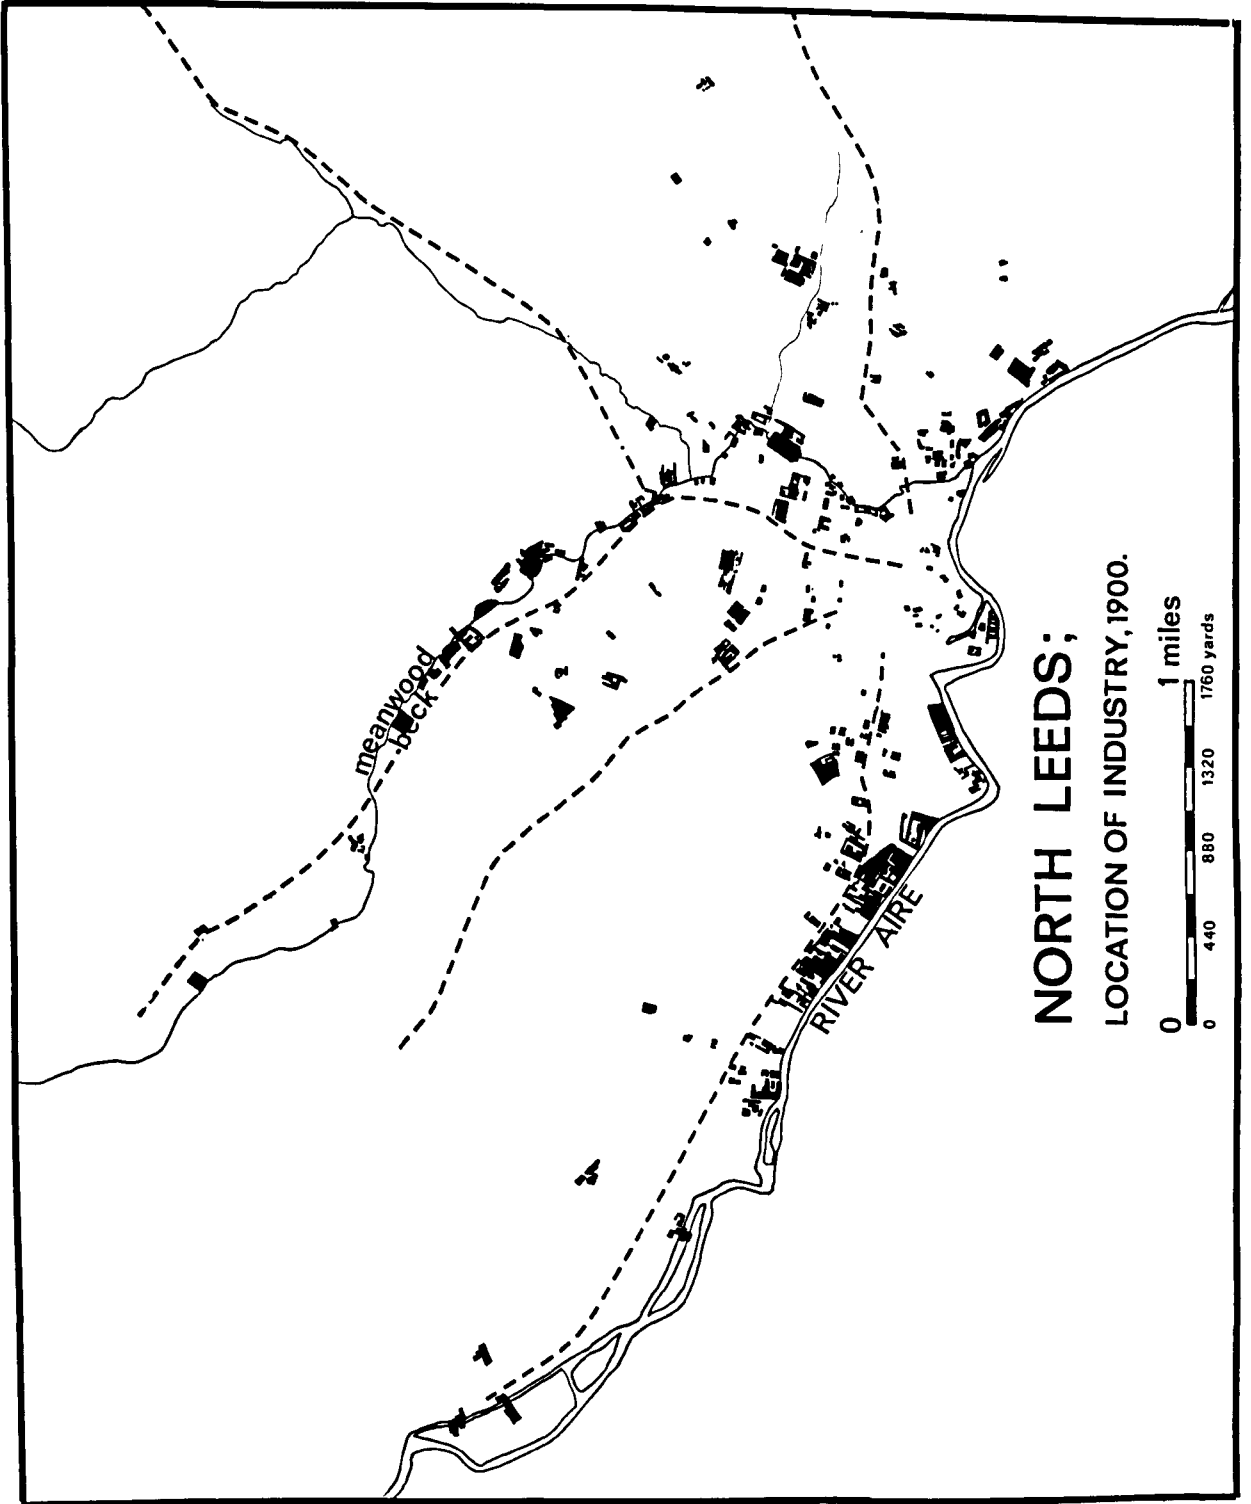 meanwood
beck
RIVER AIRE
NORTH LEEDS;
LOCATION OF INDUSTRY, 1900.
0 1 miles
0 440 880 1320 1760 yards